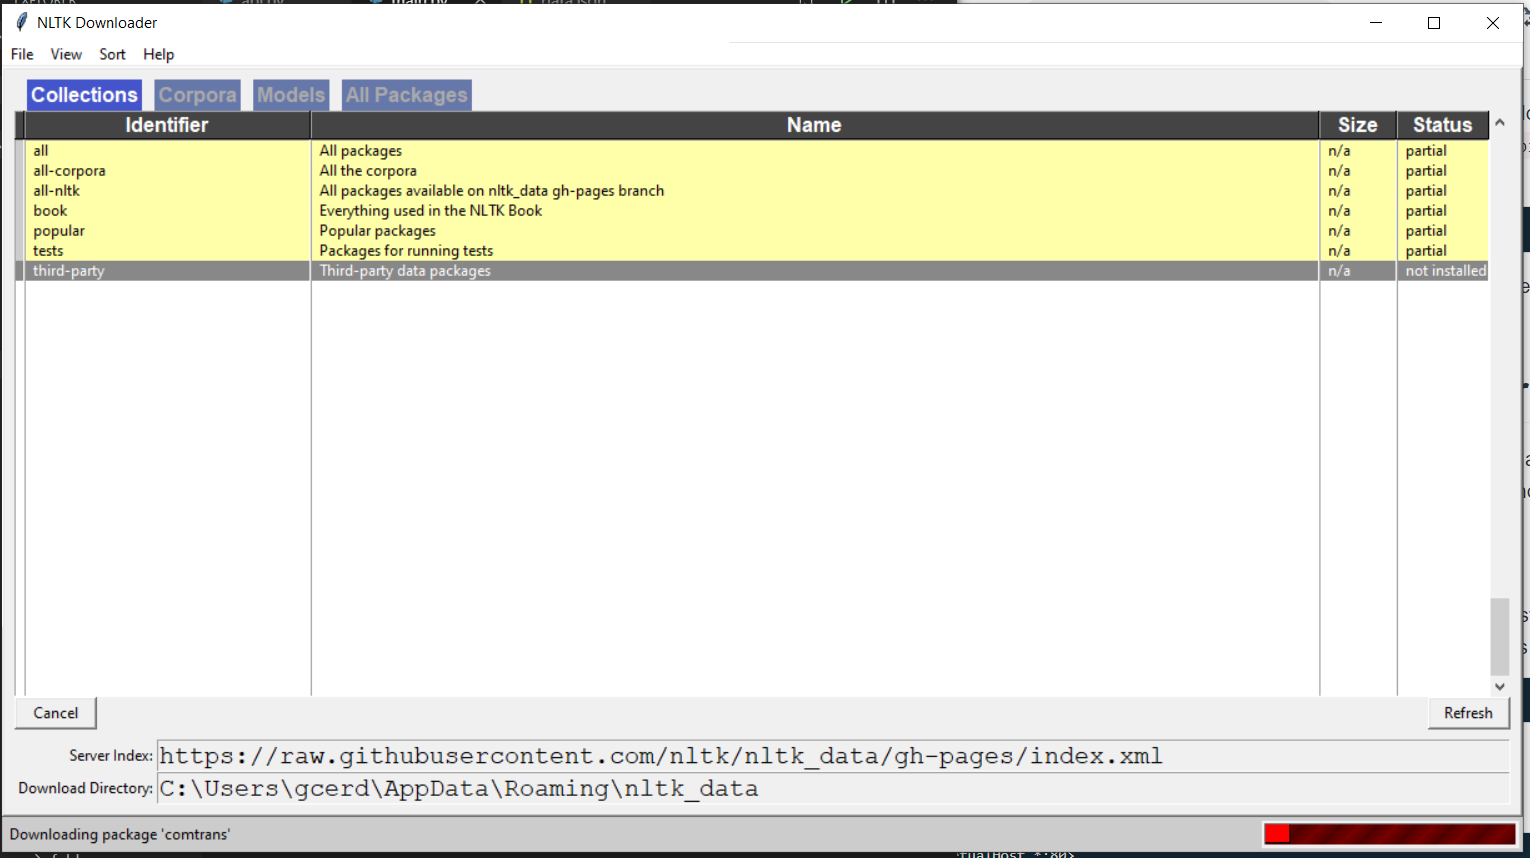 NLTK Downloader
File View Sort Help
Collections Corpora Models All Packages
Identifier Name Size Status
all All packages n/a partial
all-corpora All the corpora n/a partial
all-nltk All packages available on nltk_data gh-pages branch n/a partial
book Everything used in the NLTK Book n/a partial
popular Popular packages n/a partial
tests Packages for running tests n/a partial
third-party Third-party data packages n/a not installed
Cancel Refresh
Server Index: https://raw.githubusercontent.com/nltk/nltk_data/gh-pages/index.xml
Download Directory: C:\Users\gcerd\AppData\Roaming\nltk_data
Downloading package 'comtrans'